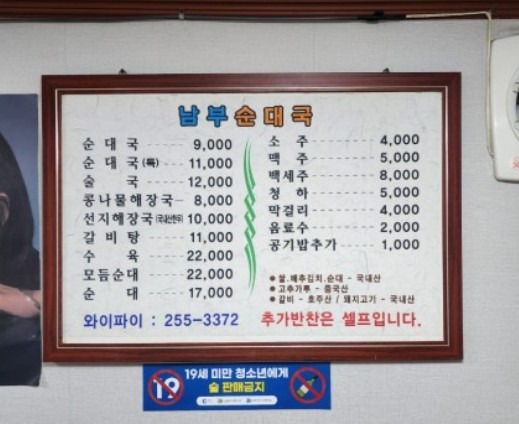 남부순대국
순대국 9,000
순대국(특) 11,000
술국 12,000
콩나물해장국 8,000
선지해장국(국내산한우) 10,000
갈비탕 11,000
수육 22,000
모듬순대 22,000
순대 17,000
소주 4,000
맥주 5,000
백세주 8,000
청하 5,000
막걸리 4,000
음료수 2,000
공기밥추가 1,000
● 쌀.배추김치.순대 - 국내산
● 고추가루 - 중국산
● 갈비 - 호주산 / 돼지고기 - 국내산
와이파이 : 255-3372
추가반찬은 셀프입니다.
19
19세 미만 청소년에게
술 판매금지